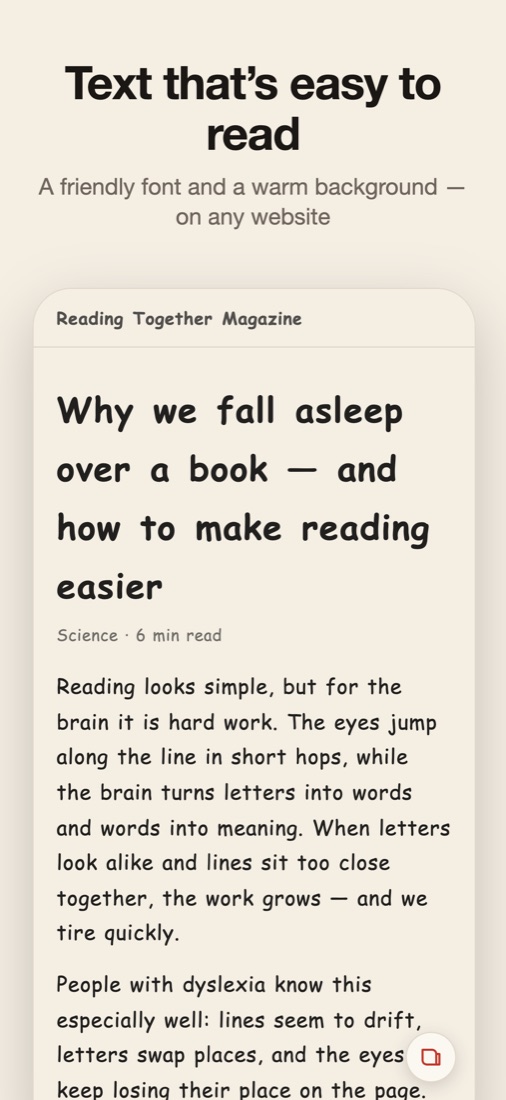 Text that’s easy to
read
A friendly font and a warm background —
on any website
Reading Together Magazine
Why we fall asleep
over a book — and
how to make reading
easier
Science · 6 min read
Reading looks simple, but for the
brain it is hard work. The eyes jump
along the line in short hops, while
the brain turns letters into words
and words into meaning. When letters
look alike and lines sit too close
together, the work grows — and we
tire quickly.
People with dyslexia know this
especially well: lines seem to drift,
letters swap places, and the eyes
keep losing their place on the page.